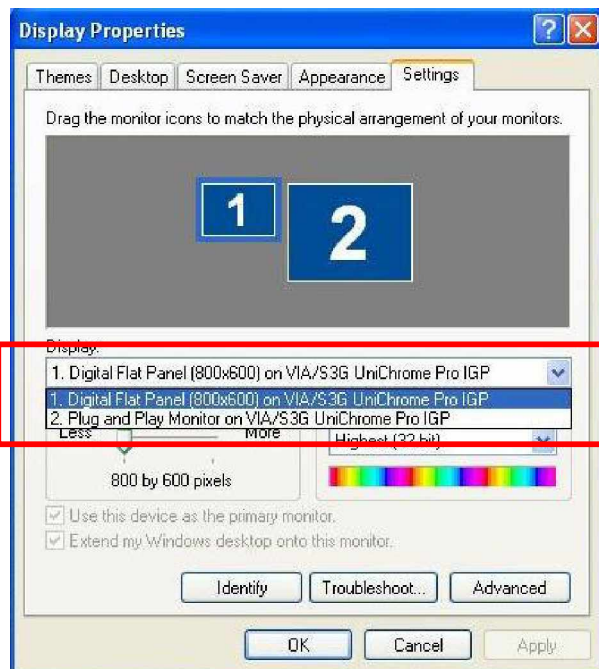 Display Properties
Themes Desktop Screen Saver Appearance Settings
Drag the monitor icons to match the physical arrangement of your monitors.
1 2
Display:
1. Digital Flat Panel (800x600) on VIA/S3G UniChrome Pro IGP
1. Digital Flat Panel (800x600) on VIA/S3G UniChrome Pro IGP
2. Plug and Play Monitor on VIA/S3G UniChrome Pro IGP
Less More Highest (32 bit)
800 by 600 pixels
Use this device as the primary monitor.
Extend my Windows desktop onto this monitor.
Identify Troubleshoot... Advanced
OK Cancel Apply